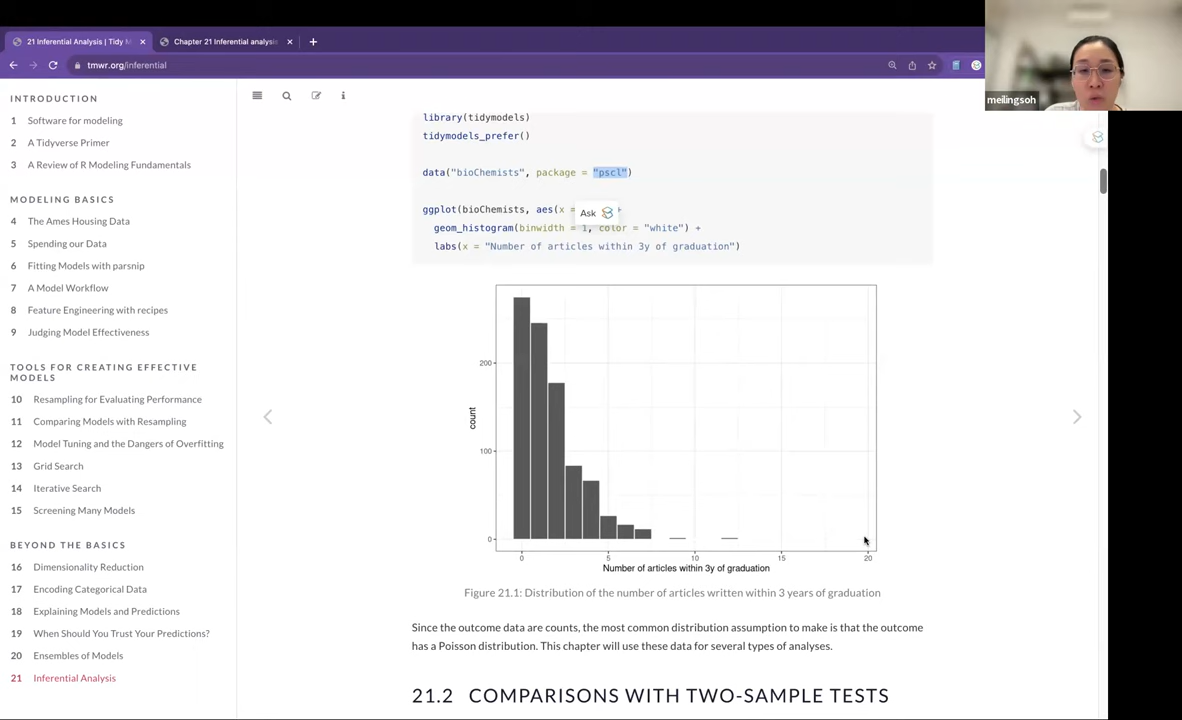 21 Inferential Analysis | Tidy M
Chapter 21 Inferential analysis
tmwr.org/inferential
meilingsoh
INTRODUCTION
1 Software for modeling
2 A Tidyverse Primer
3 A Review of R Modeling Fundamentals
MODELING BASICS
4 The Ames Housing Data
5 Spending our Data
6 Fitting Models with parsnip
7 A Model Workflow
8 Feature Engineering with recipes
9 Judging Model Effectiveness
TOOLS FOR CREATING EFFECTIVE
MODELS
10 Resampling for Evaluating Performance
11 Comparing Models with Resampling
12 Model Tuning and the Dangers of Overfitting
13 Grid Search
14 Iterative Search
15 Screening Many Models
BEYOND THE BASICS
16 Dimensionality Reduction
17 Encoding Categorical Data
18 Explaining Models and Predictions
19 When Should You Trust Your Predictions?
20 Ensembles of Models
21 Inferential Analysis
library(tidymodels)
tidymodels_prefer()
data("bioChemists", package = "pscl")
ggplot(bioChemists, aes(x = +
Ask
geom_histogram(binwidth = 1, color = "white") +
labs(x = "Number of articles within 3y of graduation")
200
100
0
count
0 5 10 15 20
Number of articles within 3y of graduation
Figure 21.1: Distribution of the number of articles written within 3 years of graduation
Since the outcome data are counts, the most common distribution assumption to make is that the outcome
has a Poisson distribution. This chapter will use these data for several types of analyses.
21.2 COMPARISONS WITH TWO-SAMPLE TESTS